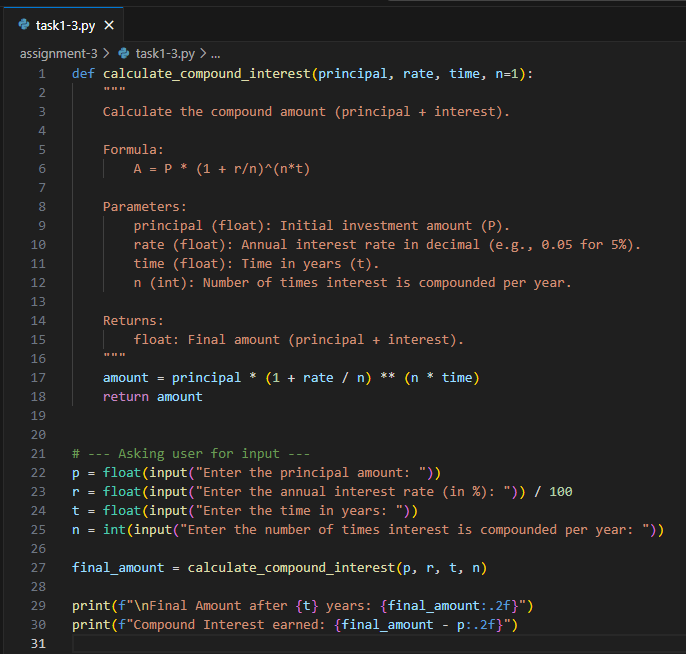 task1-3.py ×
assignment-3 > task1-3.py > ...
1 def calculate_compound_interest(principal, rate, time, n=1):
2     """
3     Calculate the compound amount (principal + interest).
4
5     Formula:
6         A = P * (1 + r/n)^(n*t)
7
8     Parameters:
9         principal (float): Initial investment amount (P).
10         rate (float): Annual interest rate in decimal (e.g., 0.05 for 5%).
11         time (float): Time in years (t).
12         n (int): Number of times interest is compounded per year.
13
14     Returns:
15         float: Final amount (principal + interest).
16     """
17     amount = principal * (1 + rate / n) ** (n * time)
18     return amount
19
20
21 # --- Asking user for input ---
22 p = float(input("Enter the principal amount: "))
23 r = float(input("Enter the annual interest rate (in %): ")) / 100
24 t = float(input("Enter the time in years: "))
25 n = int(input("Enter the number of times interest is compounded per year: "))
26
27 final_amount = calculate_compound_interest(p, r, t, n)
28
29 print(f"\nFinal Amount after {t} years: {final_amount:.2f}")
30 print(f"Compound Interest earned: {final_amount - p:.2f}")
31